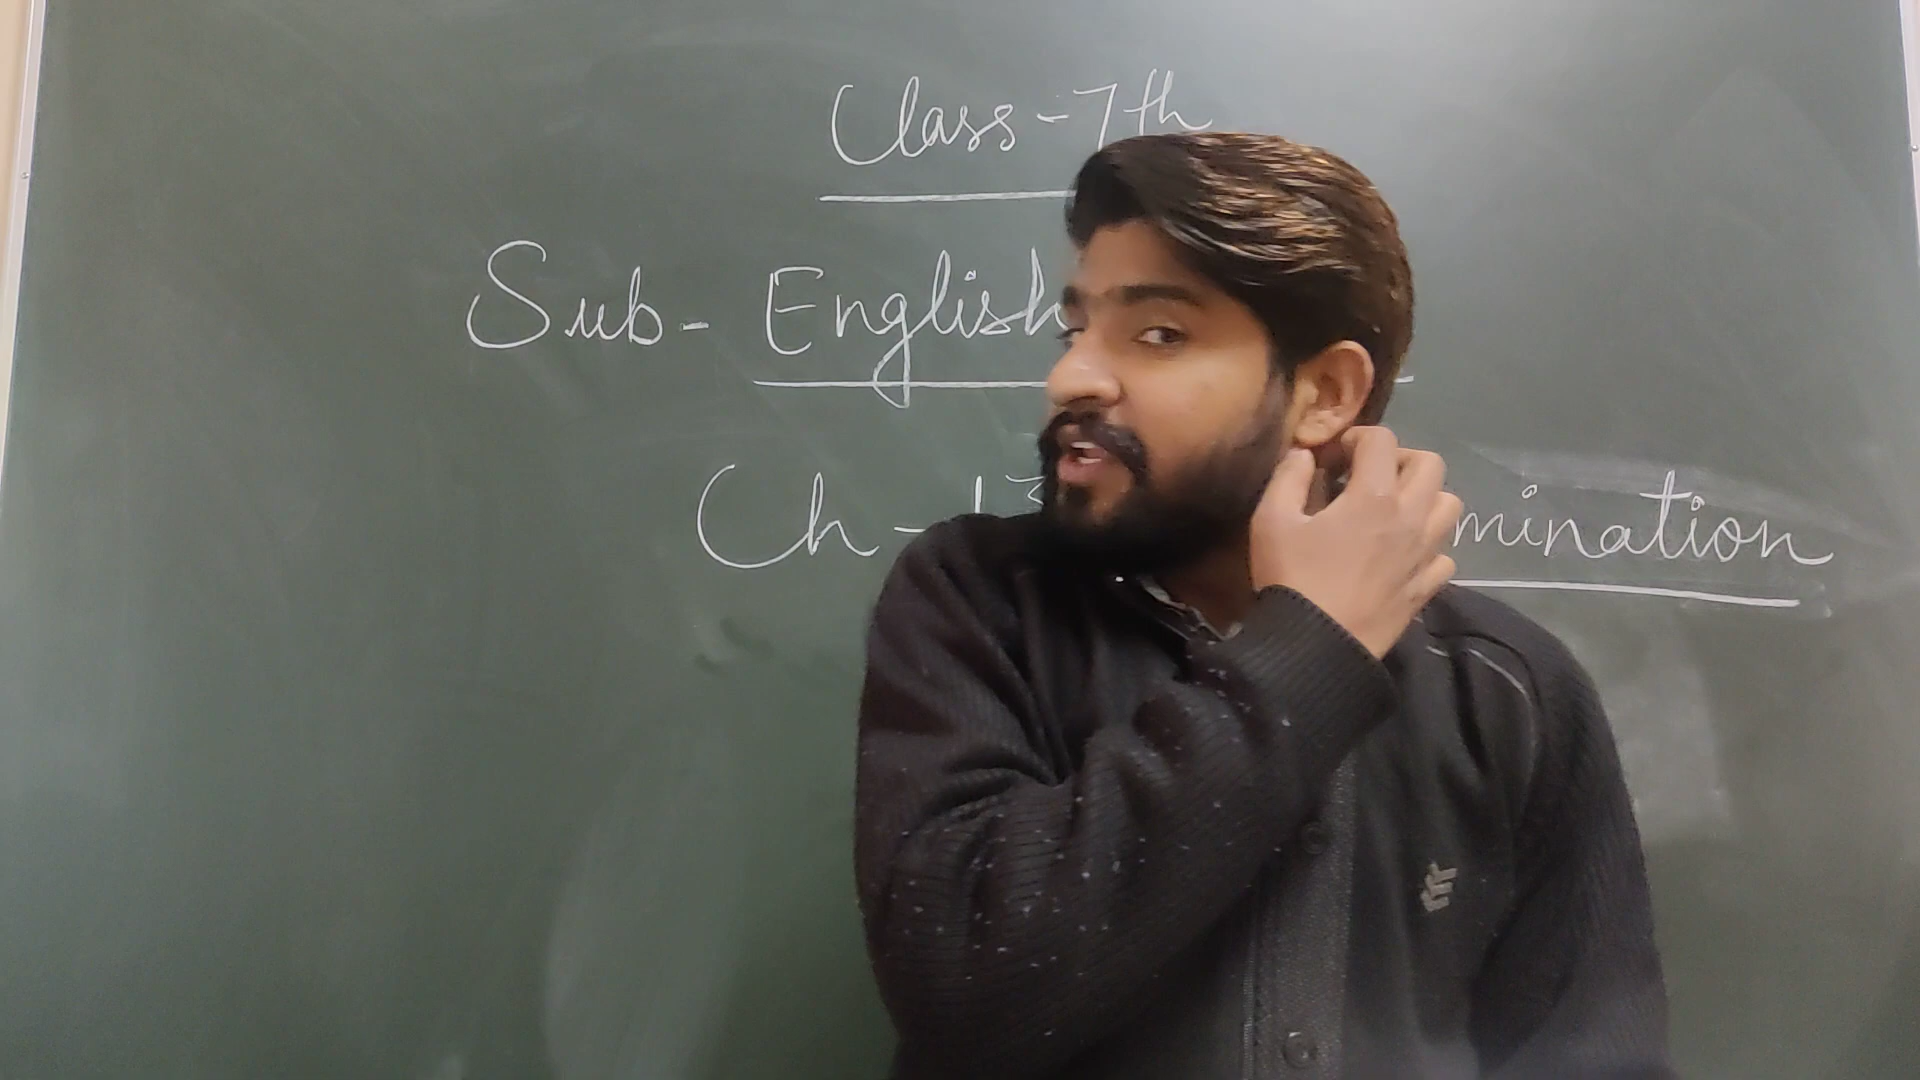 Class - 7th
Sub - English
Ch - 13 mination